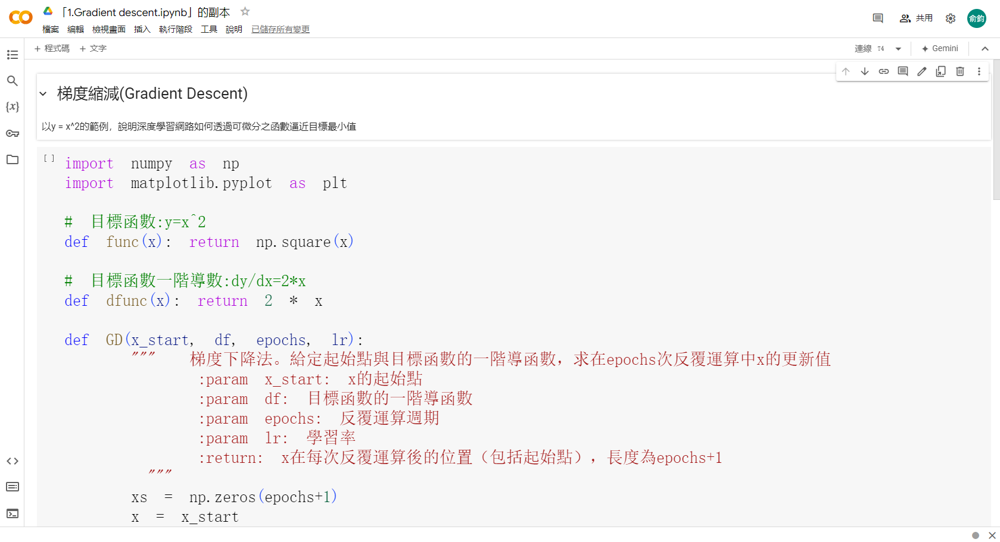 「1.Gradient descent.ipynb」的副本
檔案 編輯 檢視畫面 插入 執行階段 工具 說明 已儲存所有變更
共用
俞鈞
+ 程式碼 + 文字
連線 T4
Gemini
梯度縮減(Gradient Descent)
以y = x^2的範例，說明深度學習網路如何透過可微分之函數逼近目標最小值
[ ]
import numpy as np
import matplotlib.pyplot as plt
# 目標函數:y=x^2
def func(x): return np.square(x)
# 目標函數一階導數:dy/dx=2*x
def dfunc(x): return 2 * x
def GD(x_start, df, epochs, lr):
""" 梯度下降法。給定起始點與目標函數的一階導函數，求在epochs次反覆運算中x的更新值
:param x_start: x的起始點
:param df: 目標函數的一階導函數
:param epochs: 反覆運算週期
:param lr: 學習率
:return: x在每次反覆運算後的位置（包括起始點），長度為epochs+1
"""
xs = np.zeros(epochs+1)
x = x_start